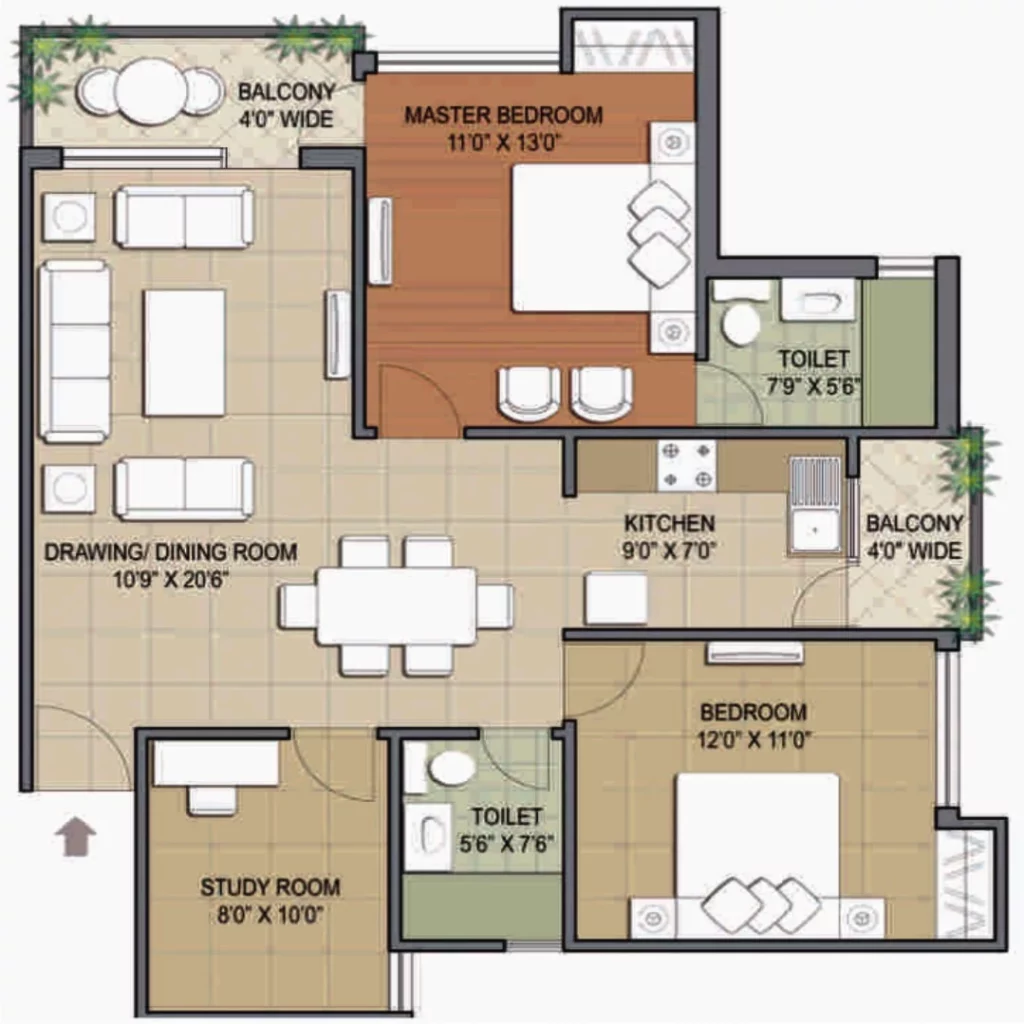 BALCONY
4'0" WIDE
MASTER BEDROOM
11'0" X 13'0"
TOILET
7'9" X 5'6"
KITCHEN
9'0" X 7'0"
BALCONY
4'0" WIDE
DRAWING/ DINING ROOM
10'9" X 20'6"
BEDROOM
12'0" X 11'0"
TOILET
5'6" X 7'6"
STUDY ROOM
8'0" X 10'0"